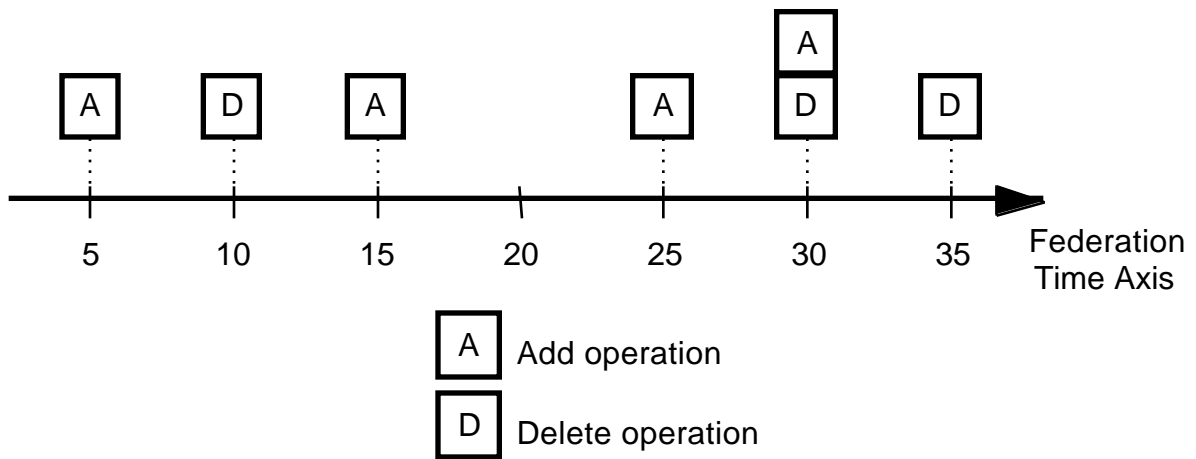 A
A
D
A
A
D
D
5
10
15
20
25
30
35
Federation
Time Axis
A
Add operation
D
Delete operation